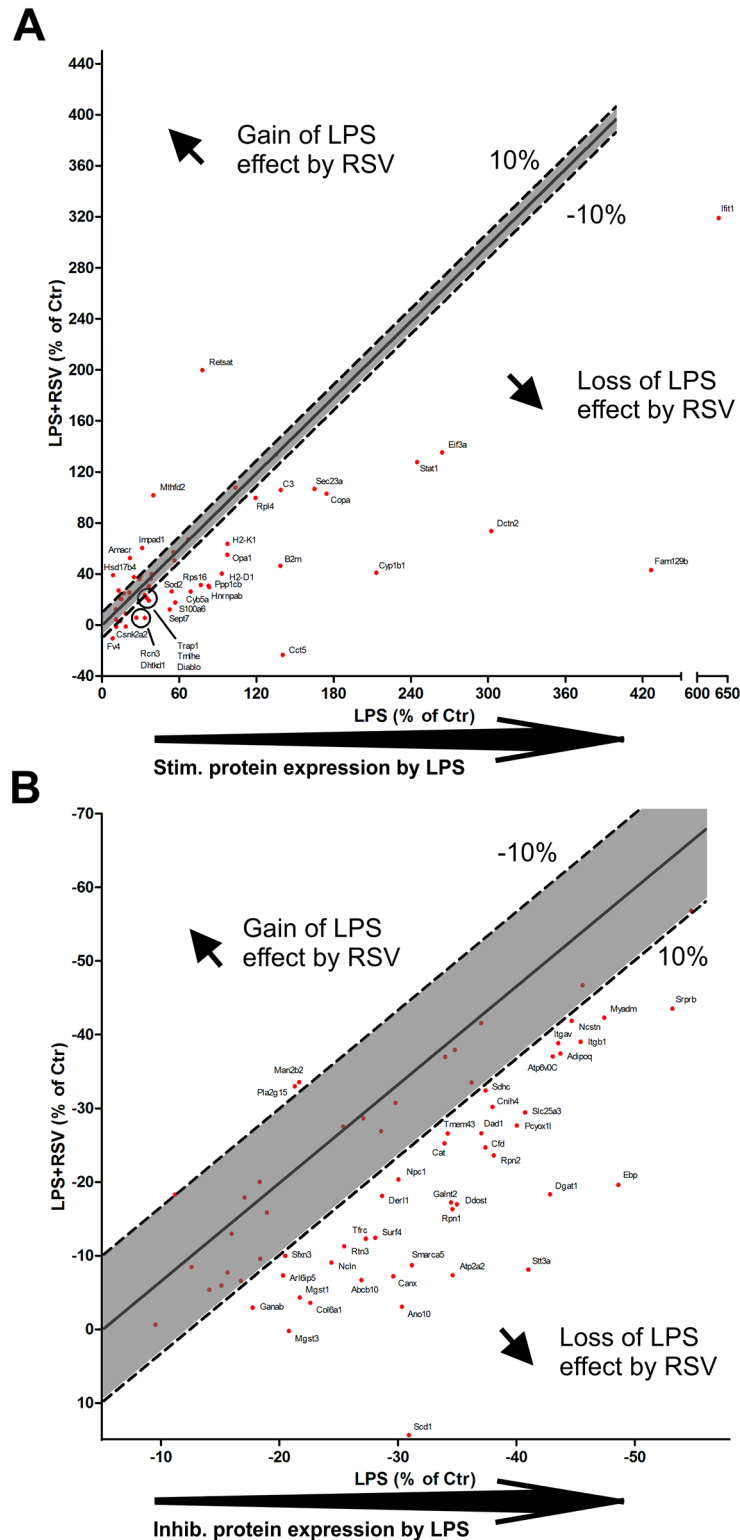 A
Gain of LPS
effect by RSV
10%
-10%
Loss of LPS
effect by RSV
LPS+RSV (% of Ctr)
440
400
360
320
280
240
200
160
120
80
40
0
-40
Ifit1
Retsat
Eif3a
Stat1
Mthfd2
C3
Sec23a
Rpl4
Copa
Dctn2
Impad1
H2-K1
Amacr
Opa1
Hsd17b4
B2m
Cyp1b1
Fam129b
Sod2
Rps16
H2-D1
Ppp1cb
Hnrnpab
Cyb5a
S100a6
Sept7
Csnk2a2
Fv4
Rcn3
Dhtkd1
Trap1
Tmlhe
Diablo
Cct5
0 60 120 180 240 300 360 420 600 650
LPS (% of Ctr)
Stim. protein expression by LPS
B
-10%
Gain of LPS
effect by RSV
10%
Loss of LPS
effect by RSV
LPS+RSV (% of Ctr)
-70
-60
-50
-40
-30
-20
-10
0
10
Srprb
Myadm
Ncstn
Itgav
Itgb1
Adipoq
Atp6v0C
Man2b2
Pla2g15
Sdhc
Cnih4
Slc25a3
Pcyox1l
Tmem43
Dad1
Cat
Cfd
Rpn2
Npc1
Derl1
Galnt2
Ddost
Rpn1
Dgat1
Ebp
Tfrc
Surf4
Rtn3
Sfxn3
Ncln
Smarca5
Arl6ip5
Abcb10
Canx
Atp2a2
Stt3a
Mgst1
Ganab
Col6a1
Ano10
Mgst3
Scd1
-10 -20 -30 -40 -50
LPS (% of Ctr)
Inhib. protein expression by LPS